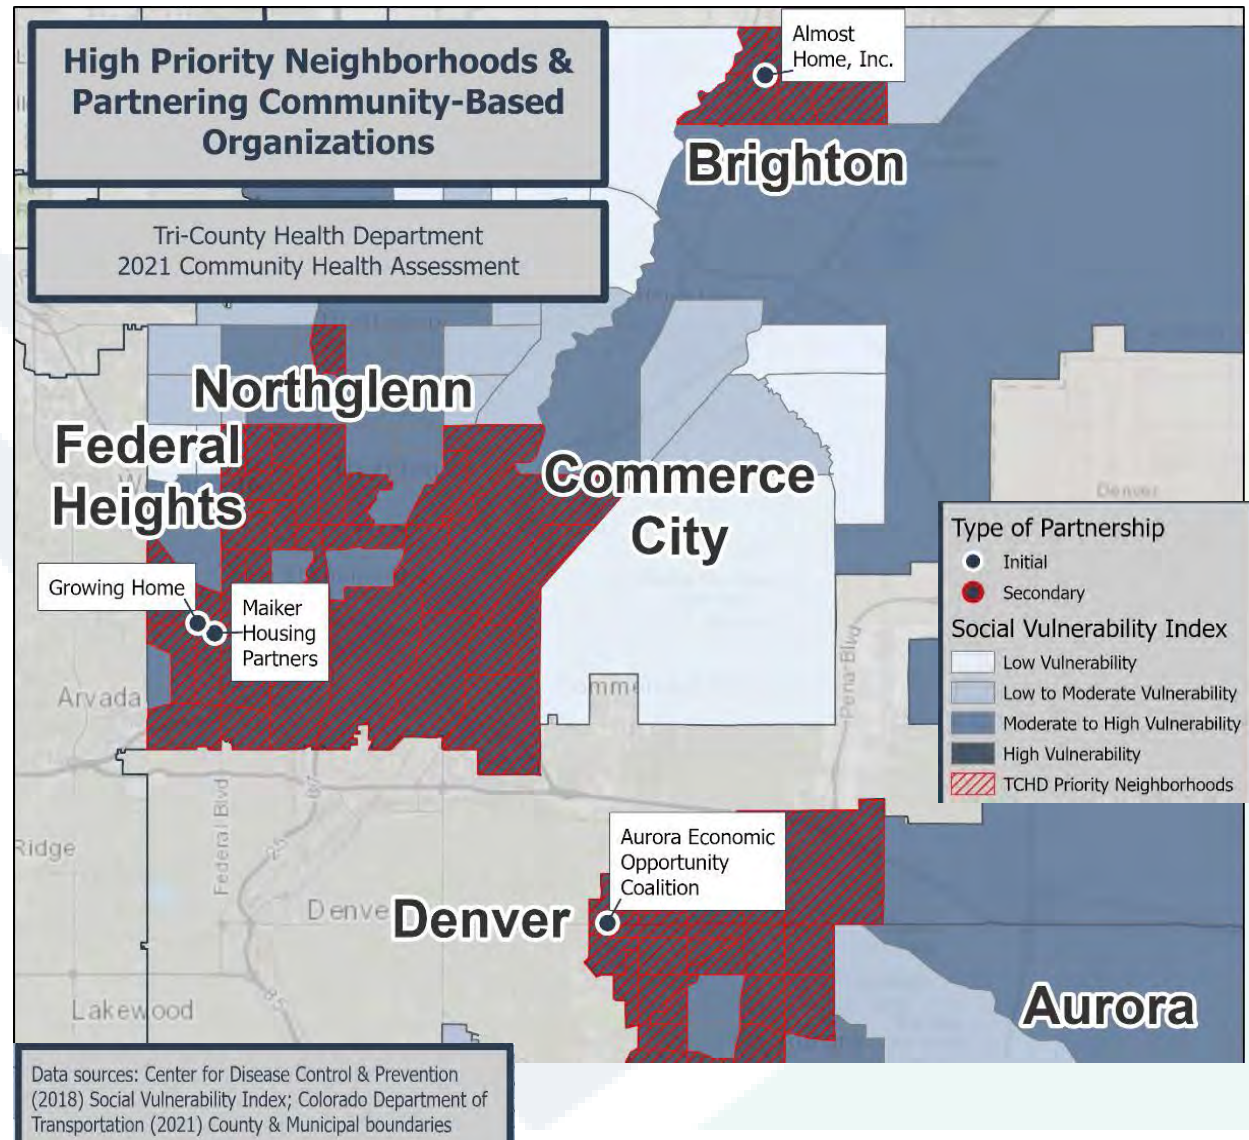 High Priority Neighborhoods &
Partnering Community-Based
Organizations
Tri-County Health Department
2021 Community Health Assessment
Almost
Home, Inc.
Brighton
Northglenn
Federal
Heights
Commerce
City
Growing Home
Maiker
Housing
Partners
Denver
Type of Partnership
Initial
Secondary
Social Vulnerability Index
Low Vulnerability
Low to Moderate Vulnerability
Moderate to High Vulnerability
High Vulnerability
TCHD Priority Neighborhoods
Arvada
Pena Blvd
Federal Blvd
Ridge
Aurora Economic
Opportunity
Coalition
Denver
Lakewood
Aurora
85
Data sources: Center for Disease Control & Prevention
(2018) Social Vulnerability Index; Colorado Department of
Transportation (2021) County & Municipal boundaries